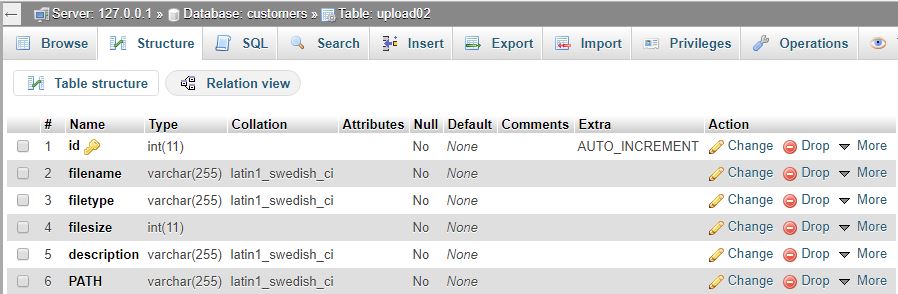 Server: 127.0.0.1 » Database: customers » Table: upload02
Browse Structure SQL Search Insert Export Import Privileges Operations
Table structure Relation view
# Name Type Collation Attributes Null Default Comments Extra Action
1 id int(11) No None AUTO_INCREMENT Change Drop More
2 filename varchar(255) latin1_swedish_ci No None Change Drop More
3 filetype varchar(255) latin1_swedish_ci No None Change Drop More
4 filesize int(11) No None Change Drop More
5 description varchar(255) latin1_swedish_ci No None Change Drop More
6 PATH varchar(255) latin1_swedish_ci No None Change Drop More